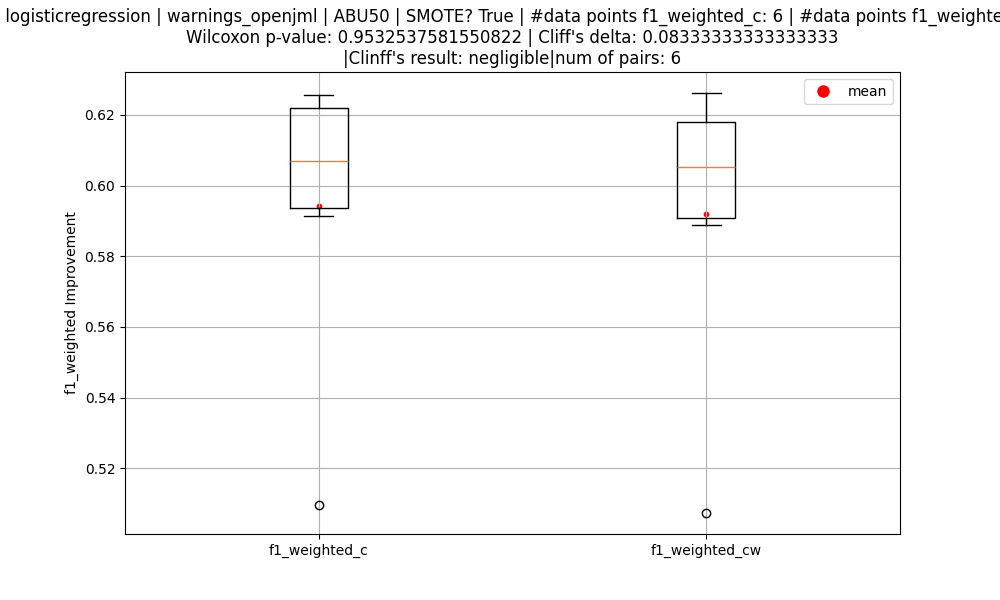 logisticregression | warnings_openjml | ABU50 | SMOTE? True | #data points f1_weighted_c: 6 | #data points f1_weighte
Wilcoxon p-value: 0.9532537581550822 | Cliff's delta: 0.08333333333333333
|Clinff's result: negligible|num of pairs: 6
mean
f1_weighted Improvement
0.62
0.60
0.58
0.56
0.54
0.52
f1_weighted_c
f1_weighted_cw